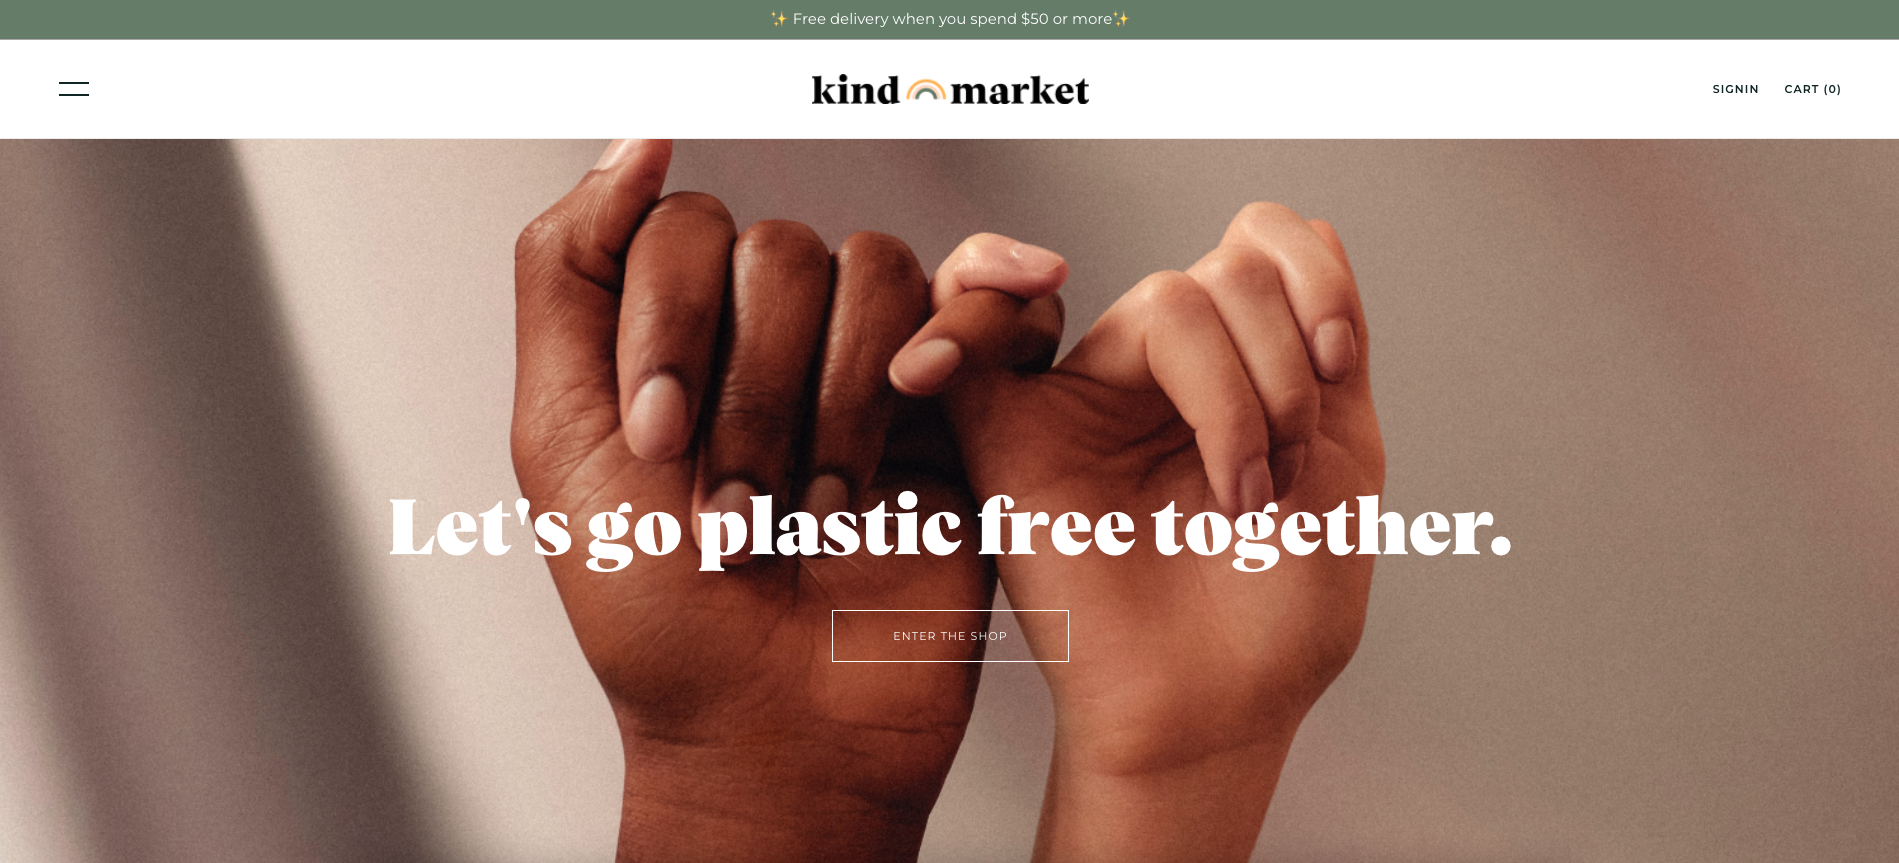 ✨ Free delivery when you spend $50 or more✨
kind market
SIGNIN
CART (0)
Let's go plastic free together.
ENTER THE SHOP